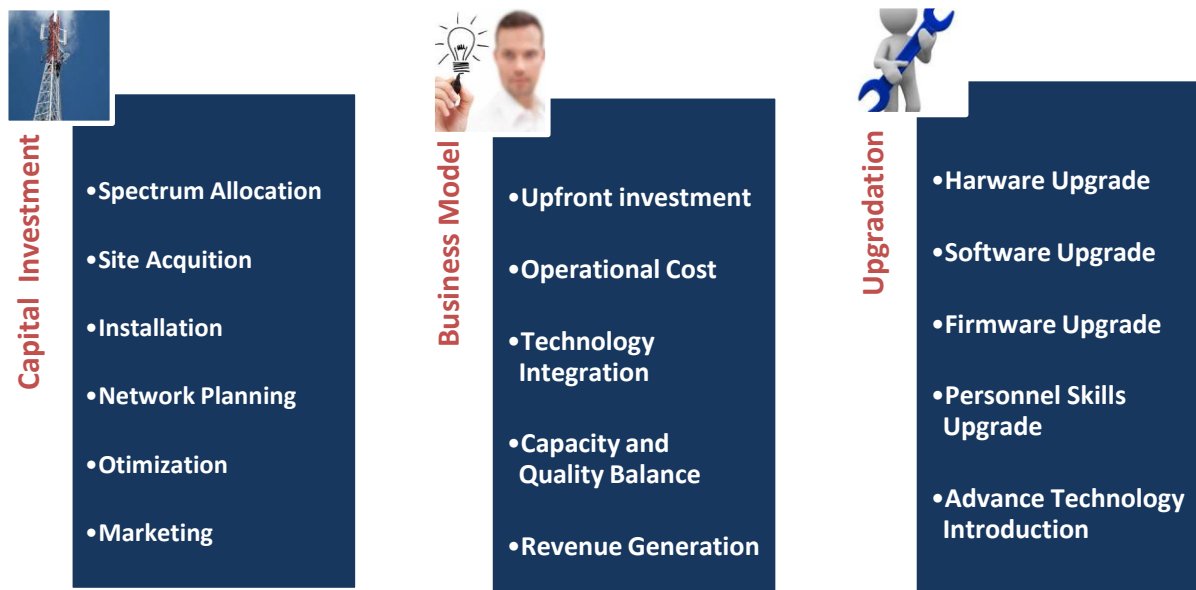 Capital Investment
•Spectrum Allocation
•Site Acquition
•Installation
•Network Planning
•Otimization
•Marketing
Business Model
•Upfront investment
•Operational Cost
•Technology
Integration
•Capacity and
Quality Balance
•Revenue Generation
Upgradation
•Harware Upgrade
•Software Upgrade
•Firmware Upgrade
•Personnel Skills
Upgrade
•Advance Technology
Introduction